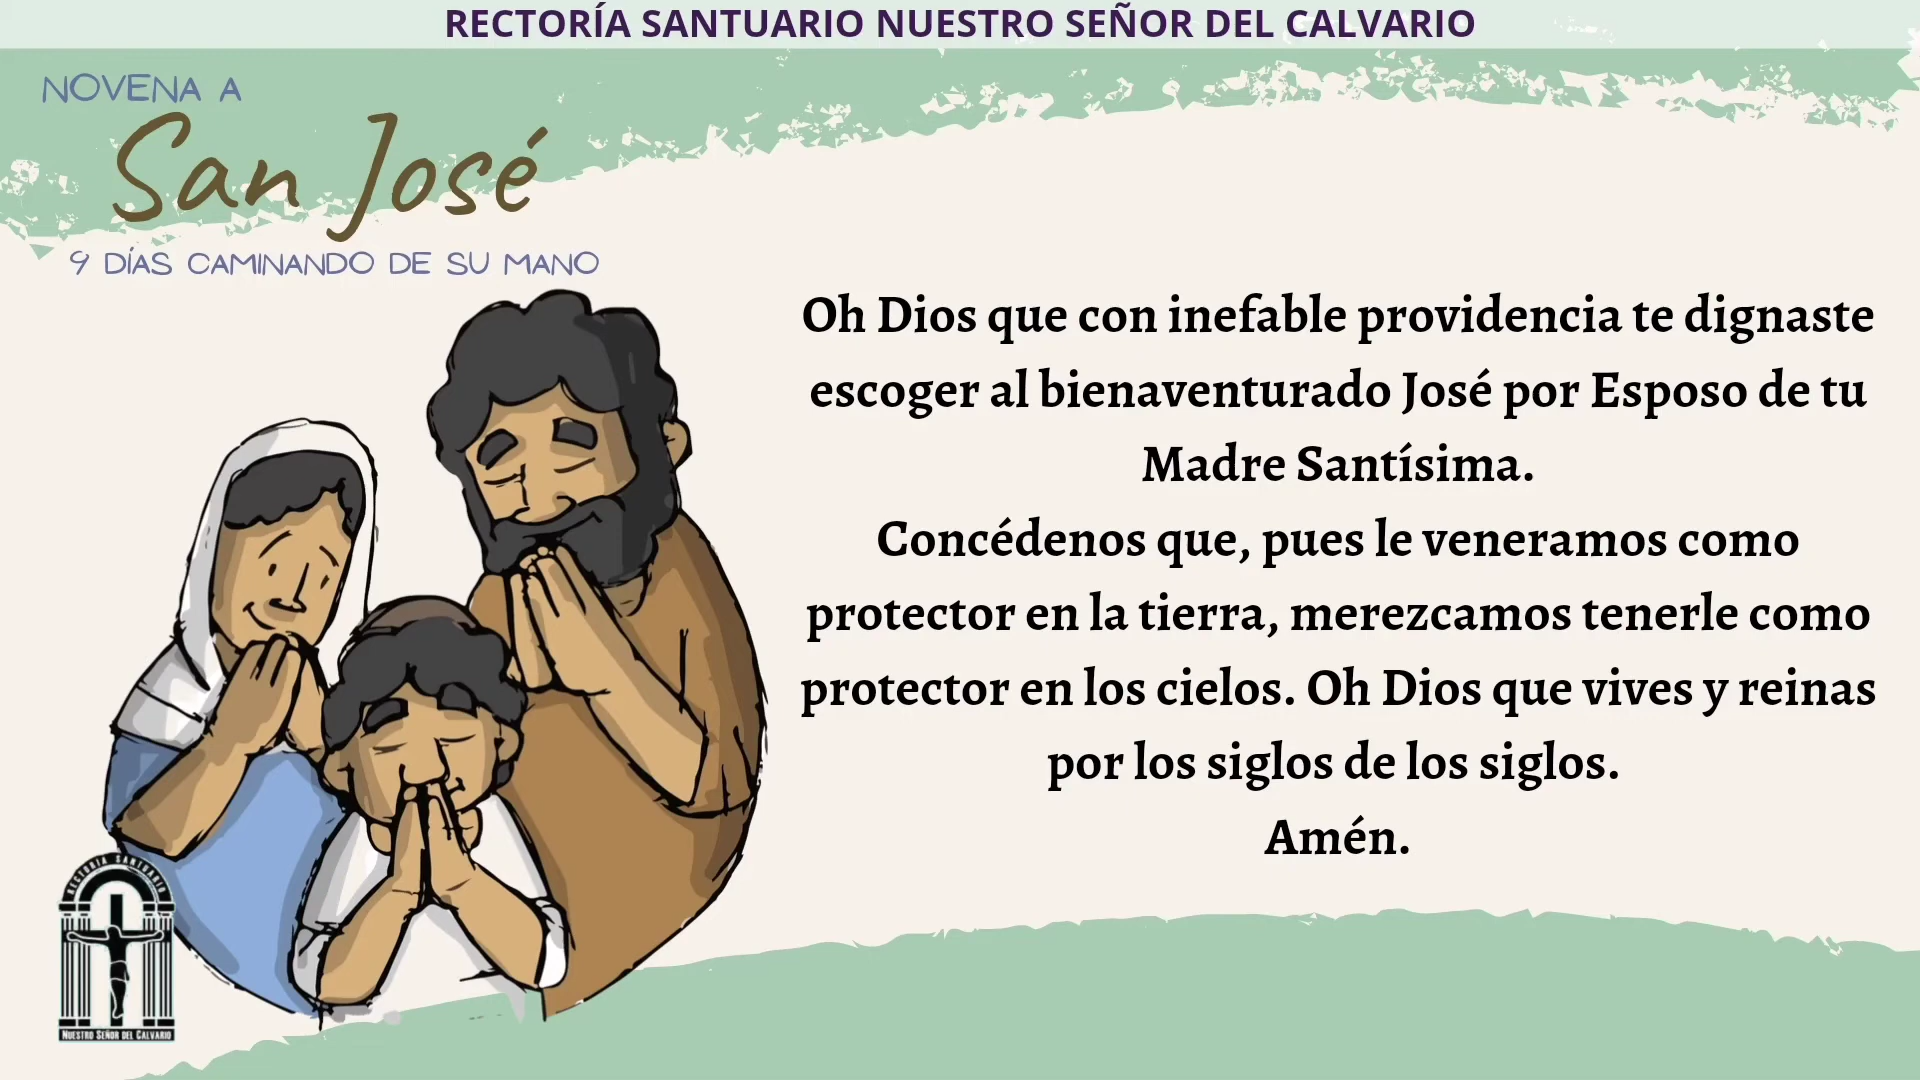 RECTORÍA SANTUARIO NUESTRO SEÑOR DEL CALVARIO
NOVENA A
San José
9 DÍAS CAMINANDO DE SU MANO
Oh Dios que con inefable providencia te dignaste
escoger al bienaventurado José por Esposo de tu
Madre Santísima.
Concédenos que, pues le veneramos como
protector en la tierra, merezcamos tenerle como
protector en los cielos. Oh Dios que vives y reinas
por los siglos de los siglos.
Amén.
RECTORÍA SANTUARIO
NUESTRO SEÑOR DEL CALVARIO